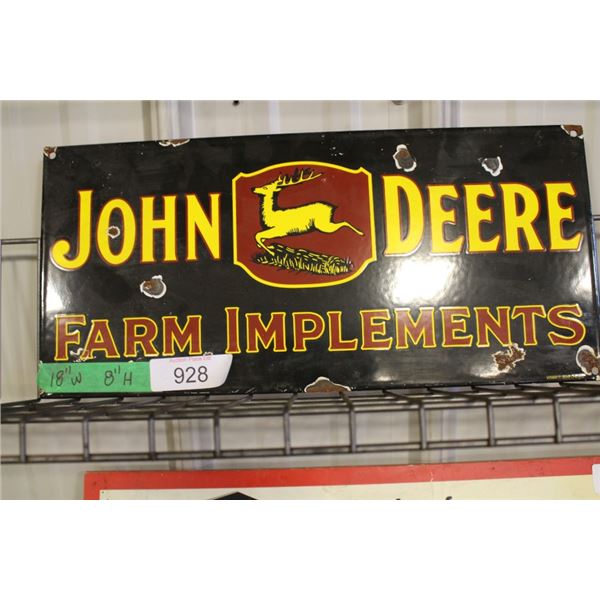 JOHN DEERE
FARM IMPLEMENTS
18"W 8"H
928